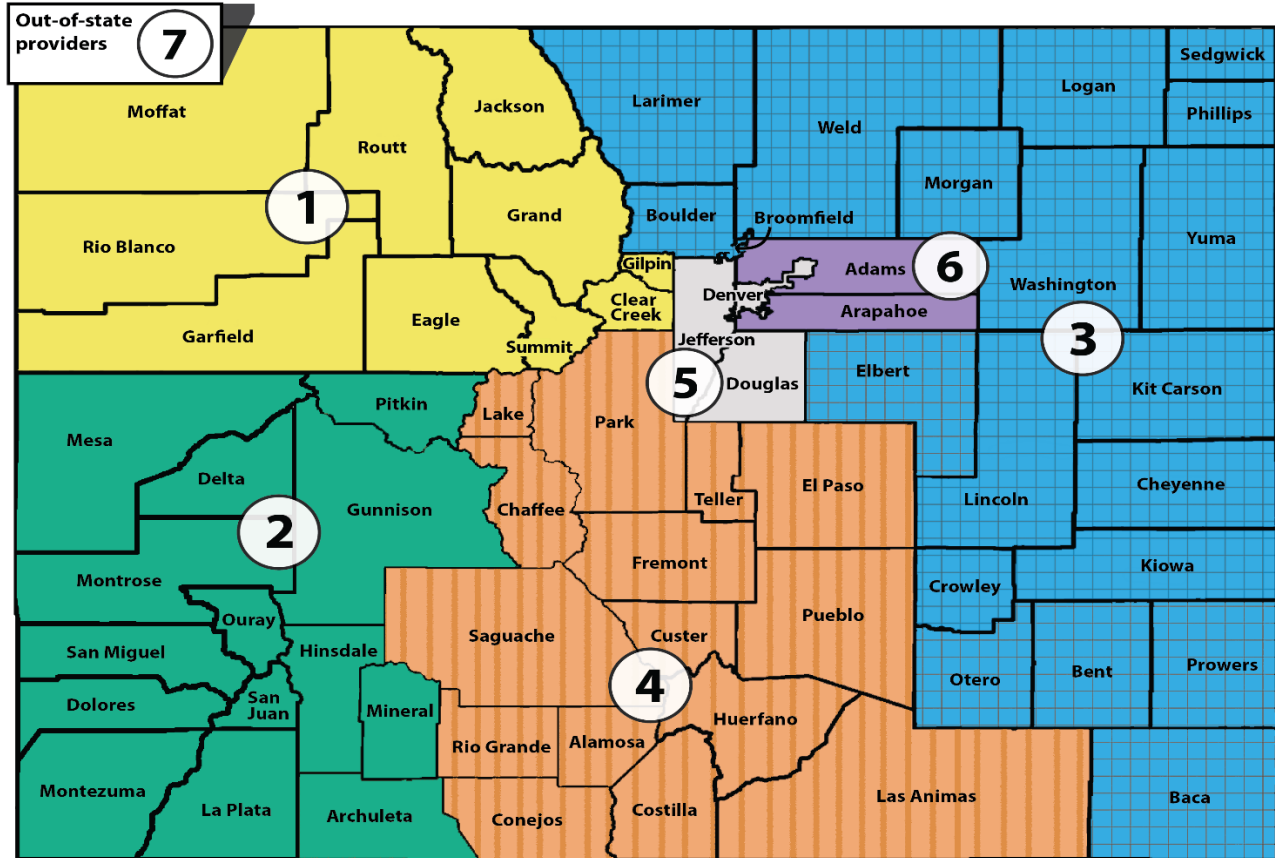 Out-of-state
providers
7
Moffat
Routt
Jackson
Larimer
Weld
Logan
Sedgwick
Phillips
Morgan
1
Rio Blanco
Grand
Boulder
Broomfield
Yuma
Gilpin
Adams
6
Washington
Denver
Clear
Creek
Arapahoe
Garfield
Eagle
Summit
Jefferson
3
5
Douglas
Elbert
Kit Carson
Mesa
Pitkin
Lake
Park
Delta
Gunnison
Chaffee
Teller
El Paso
Lincoln
Cheyenne
2
Montrose
Fremont
Crowley
Kiowa
Ouray
Saguache
Custer
Pueblo
San Miguel
Hinsdale
Otero
Bent
Prowers
Dolores
San
Juan
Mineral
4
Huerfano
Rio Grande
Alamosa
Montezuma
La Plata
Archuleta
Conejos
Costilla
Las Animas
Baca